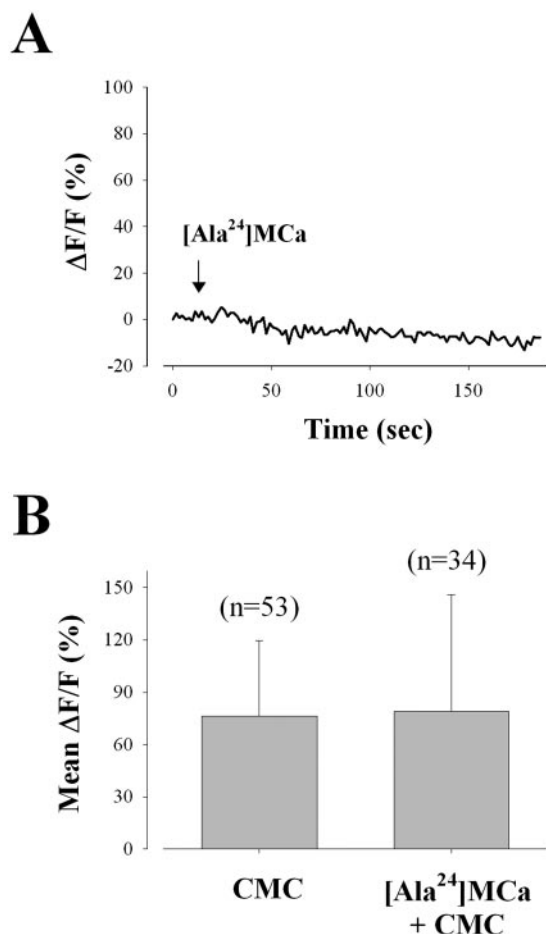 A
100
80
60
40
20
0
-20
ΔF/F (%)
[Ala²⁴]MCa
0 50 100 150
Time (sec)
B
(n=53)
(n=34)
150
120
90
60
30
0
Mean ΔF/F (%)
CMC
[Ala²⁴]MCa
+ CMC